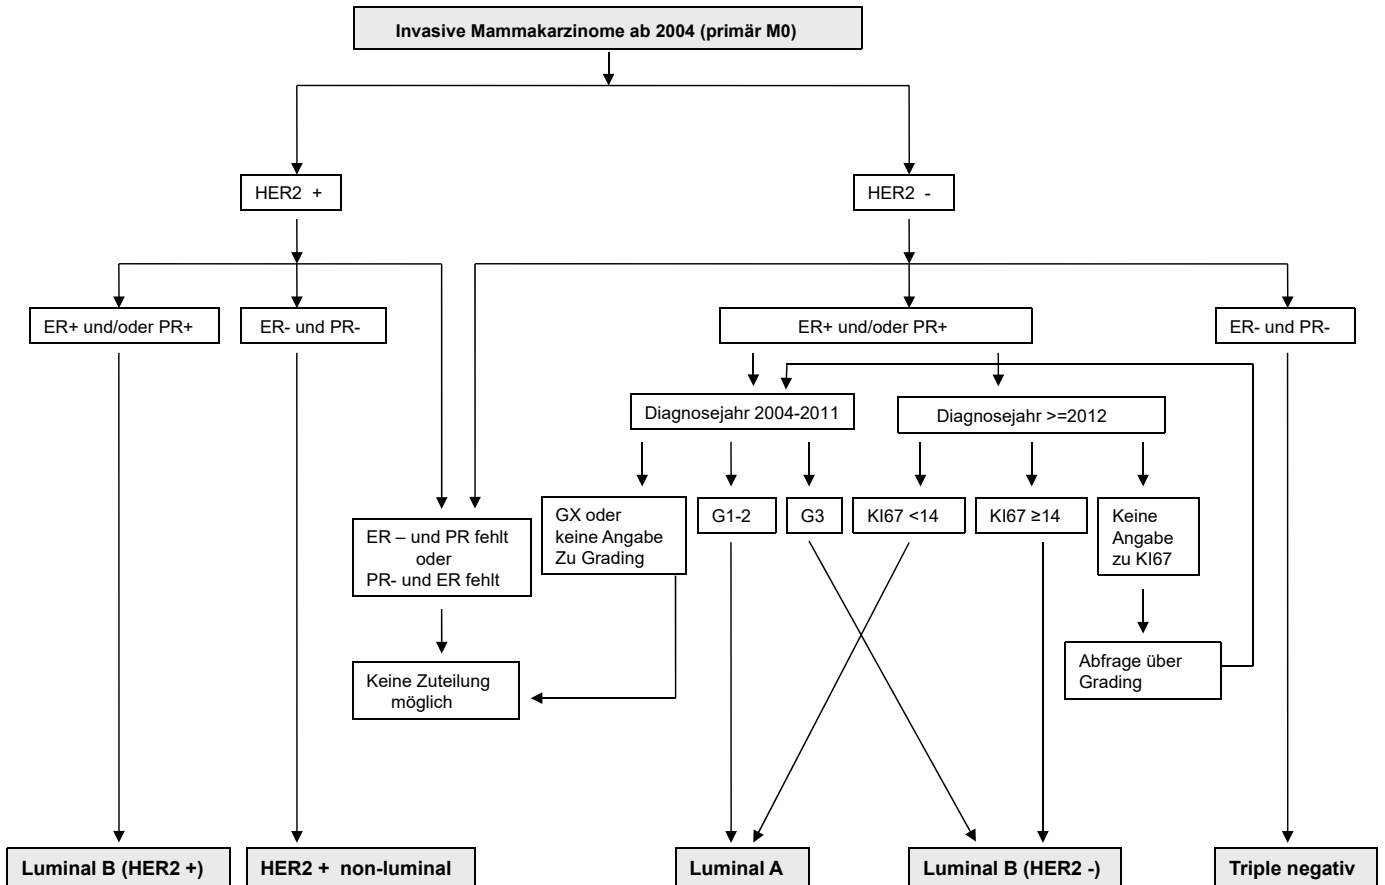 Invasive Mammakarzinome ab 2004 (primär M0)
HER2 +
HER2 -
ER+ und/oder PR+
ER- und PR-
ER+ und/oder PR+
ER- und PR-
Diagnosejahr 2004-2011
Diagnosejahr >=2012
GX oder
keine Angabe
Zu Grading
G1-2
G3
KI67 <14
KI67 ≥14
Keine
Angabe
zu KI67
ER – und PR fehlt
oder
PR- und ER fehlt
Keine Zuteilung
möglich
Abfrage über
Grading
Luminal B (HER2 +)
HER2 + non-luminal
Luminal A
Luminal B (HER2 -)
Triple negativ